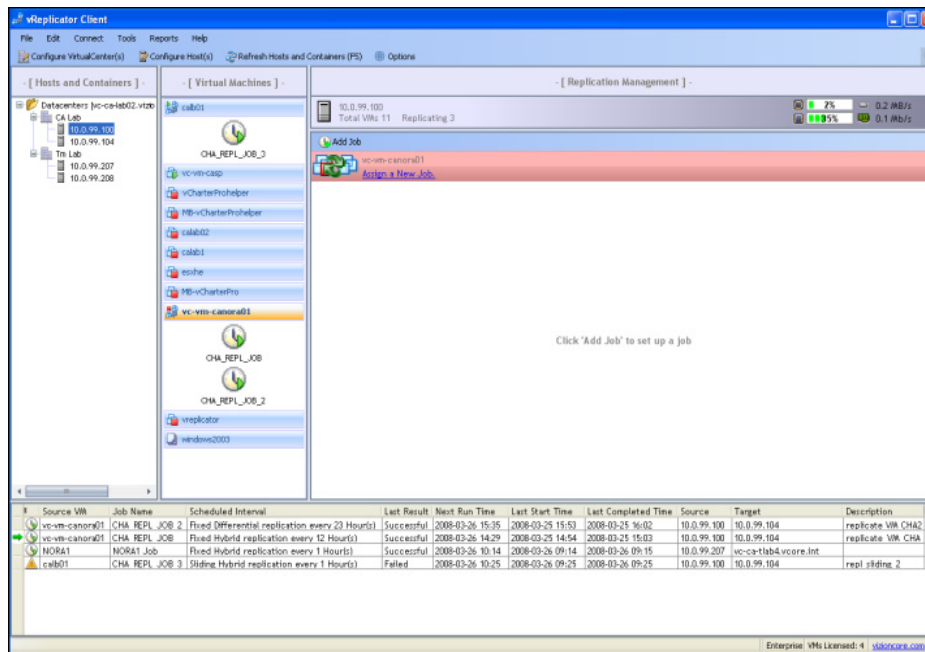 vReplicator Client
File Edit Connect Tools Reports Help
Configure VirtualCenter(s) Configure Host(s) Refresh Hosts and Containers (F5) Options
- [ Hosts and Containers ] -
- [ Virtual Machines ] -
- [ Replication Management ] -
Datacenters [vc-ca-lab02.vizio
CA Lab
10.0.99.100
10.0.99.104
Tm Lab
10.0.99.207
10.0.99.208
calb01
CHA_REPL_JOB_3
vc-vm-casp
vCharterProhelper
MB-vCharterProhelper
calab02
calab1
esxhe
MB-vCharterPro
vc-vm-canora01
CHA_REPL_JOB
CHA_REPL_JOB_2
vreplicator
windows2003
10.0.99.100
Total VMs 11 Replicating 3
2% 0.2 MB/s
35% 0.1 Mb/s
Add Job
vc-vm-canora01
Assign a New Job.
Click 'Add Job' to set up a job
! Source VM Job Name Scheduled Interval Last Result Next Run Time Last Start Time Last Completed Time Source Target Description
vc-vm-canora01 CHA_REPL_JOB_2 Fixed Differential replication every 23 Hour(s) Successful 2008-03-26 15:35 2008-03-25 15:53 2008-03-25 16:02 10.0.99.100 10.0.99.104 replicate VM CHA2
vc-vm-canora01 CHA_REPL_JOB Fixed Hybrid replication every 12 Hour(s) Successful 2008-03-26 14:29 2008-03-25 14:54 2008-03-25 15:03 10.0.99.100 10.0.99.104 replicate VM CHA
NORA1 NORA1 Job Fixed Hybrid replication every 1 Hour(s) Successful 2008-03-26 10:14 2008-03-26 09:14 2008-03-26 09:15 10.0.99.207 vc-ca-tlab4.vcore.int
calb01 CHA_REPL_JOB_3 Sliding Hybrid replication every 1 Hour(s) Failed 2008-03-26 10:25 2008-03-26 09:25 2008-03-26 09:25 10.0.99.100 10.0.99.104 repl sliding 2
Enterprise VMs Licensed: 4 vizioncore.com